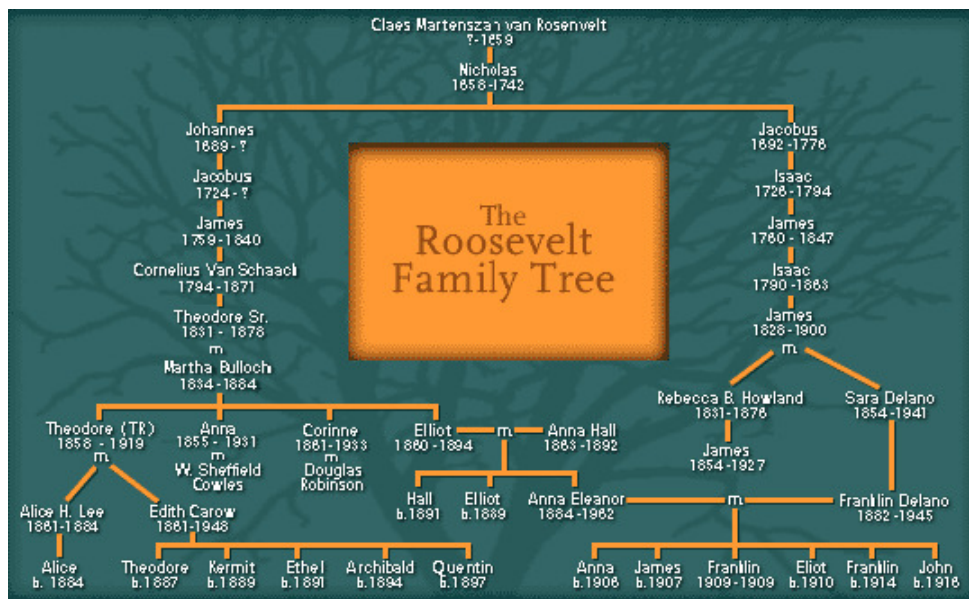 Claes Martenszan van Rosenvelt
?-1659
Nicholas
1658-1742
Johannes
1689 - ?
Jacobus
1724 - ?
James
1759-1840
Cornelius Van Schaack
1794-1871
Theodore Sr.
1831 - 1878
m.
Martha Bulloch
1834-1884
Jacobus
1692-1776
Isaac
1726-1794
James
1760 - 1847
Isaac
1790-1863
James
1828-1900
m.
The
Roosevelt
Family Tree
Rebecca B. Howland
1831-1876
James
1854-1927
Sara Delano
1854-1941
Theodore (TR)
1858 - 1919
m.
Anna
1855 - 1931
m
W. Sheffield
Cowles
Corinne
1861-1933
m
Douglas
Robinson
Elliot
1860-1894
m.
Anna Hall
1863-1892
Alice H. Lee
1861-1884
Edith Carow
1861-1948
Hall
b.1891
Elliot
b.1889
Anna Eleanor
1884-1962
m.
Franklin Delano
1882-1945
Alice
b. 1884
Theodore
b.1887
Kermit
b.1889
Ethel
b.1891
Archibald
b.1894
Quentin
b.1897
Anna
b.1906
James
b.1907
Franklin
1909-1909
Eliot
b.1910
Franklin
b.1914
John
b.1916